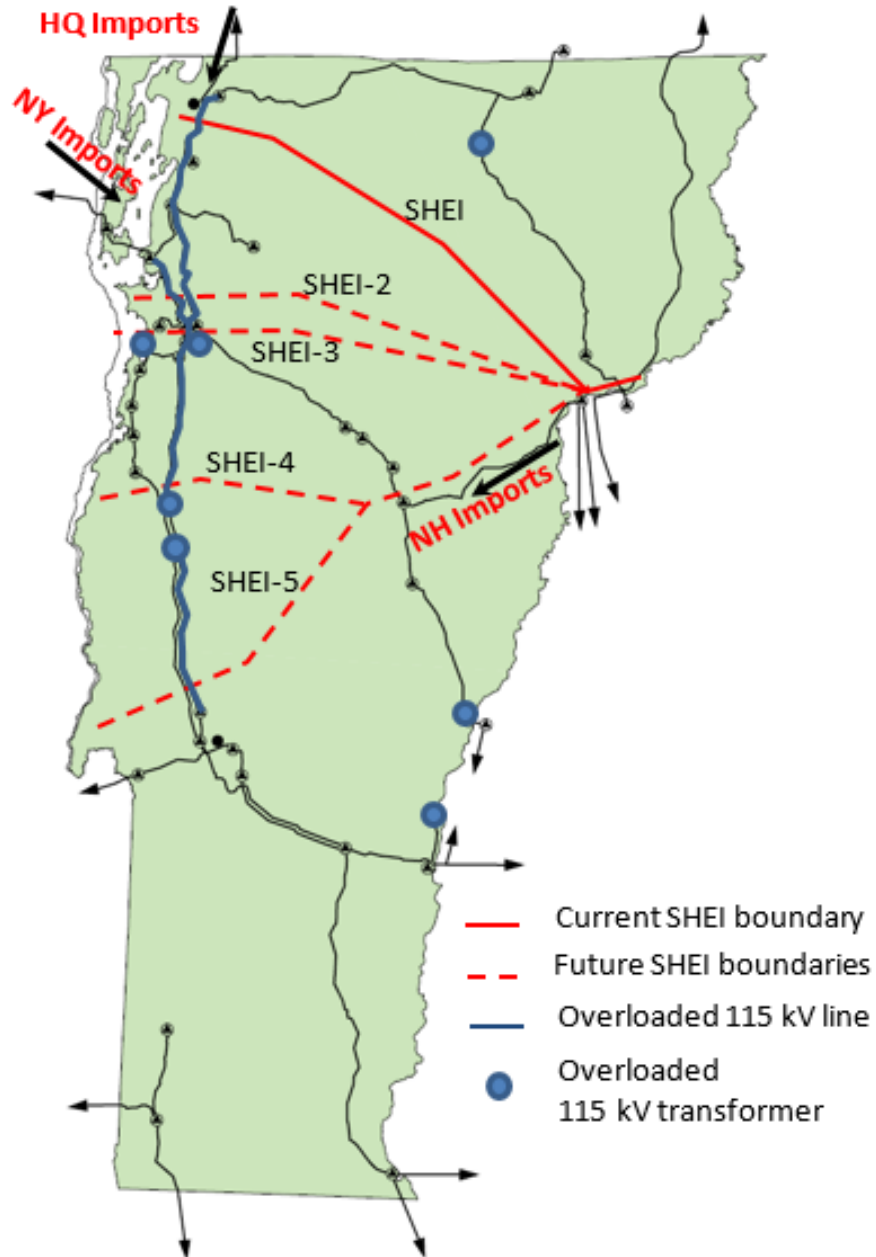 HQ Imports
NY Imports
SHEI
SHEI-2
SHEI-3
SHEI-4
NH Imports
SHEI-5
Current SHEI boundary
Future SHEI boundaries
Overloaded 115 kV line
Overloaded
115 kV transformer